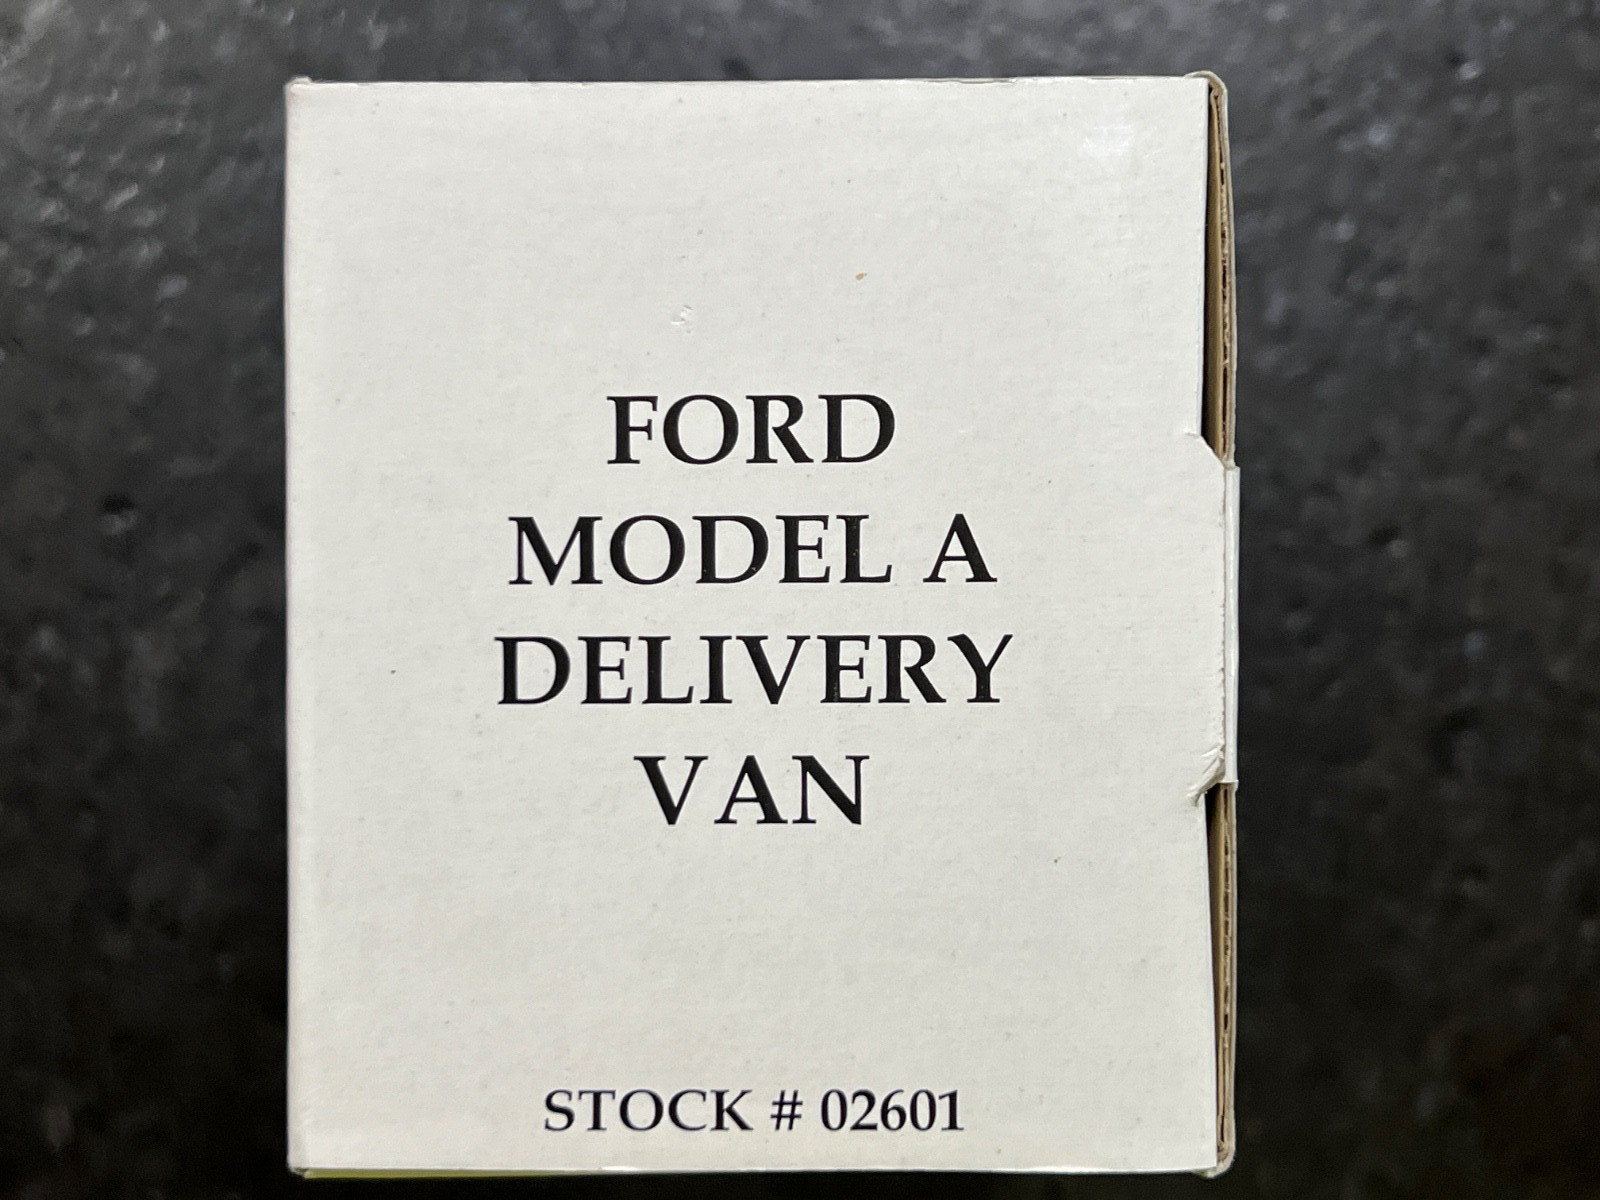 FORD
MODEL A
DELIVERY
VAN
STOCK # 02601